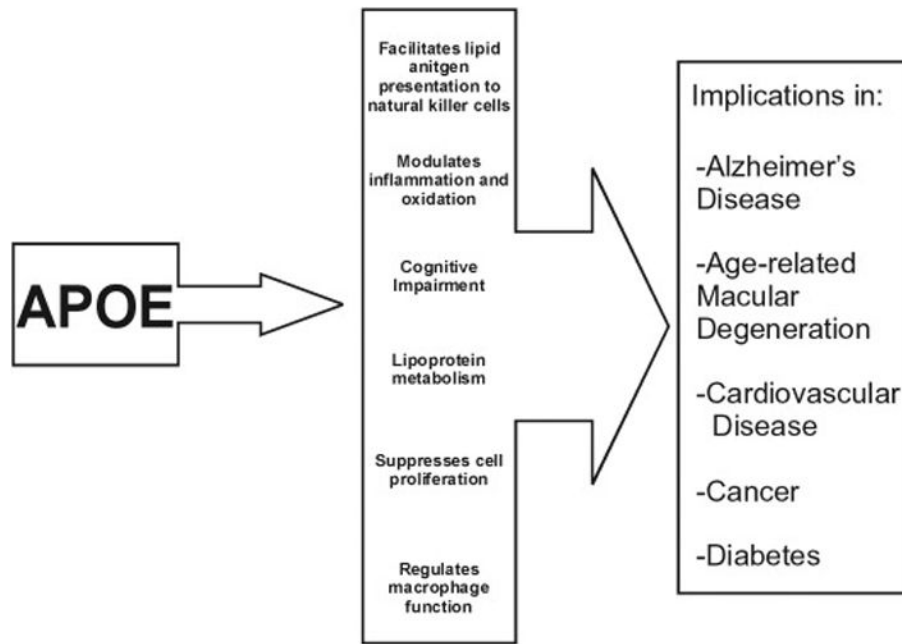 APOE
Facilitates lipid
anitgen
presentation to
natural killer cells
Modulates
inflammation and
oxidation
Cognitive
Impairment
Lipoprotein
metabolism
Suppresses cell
proliferation
Regulates
macrophage
function
Implications in:
-Alzheimer's
Disease
-Age-related
Macular
Degeneration
-Cardiovascular
Disease
-Cancer
-Diabetes